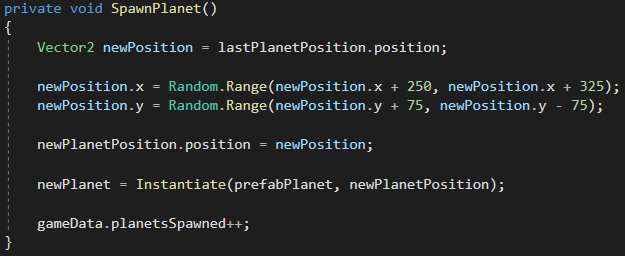 private void SpawnPlanet()
{
Vector2 newPosition = lastPlanetPosition.position;
newPosition.x = Random.Range(newPosition.x + 250, newPosition.x + 325);
newPosition.y = Random.Range(newPosition.y + 75, newPosition.y - 75);
newPlanetPosition.position = newPosition;
newPlanet = Instantiate(prefabPlanet, newPlanetPosition);
gameData.planetsSpawned++;
}